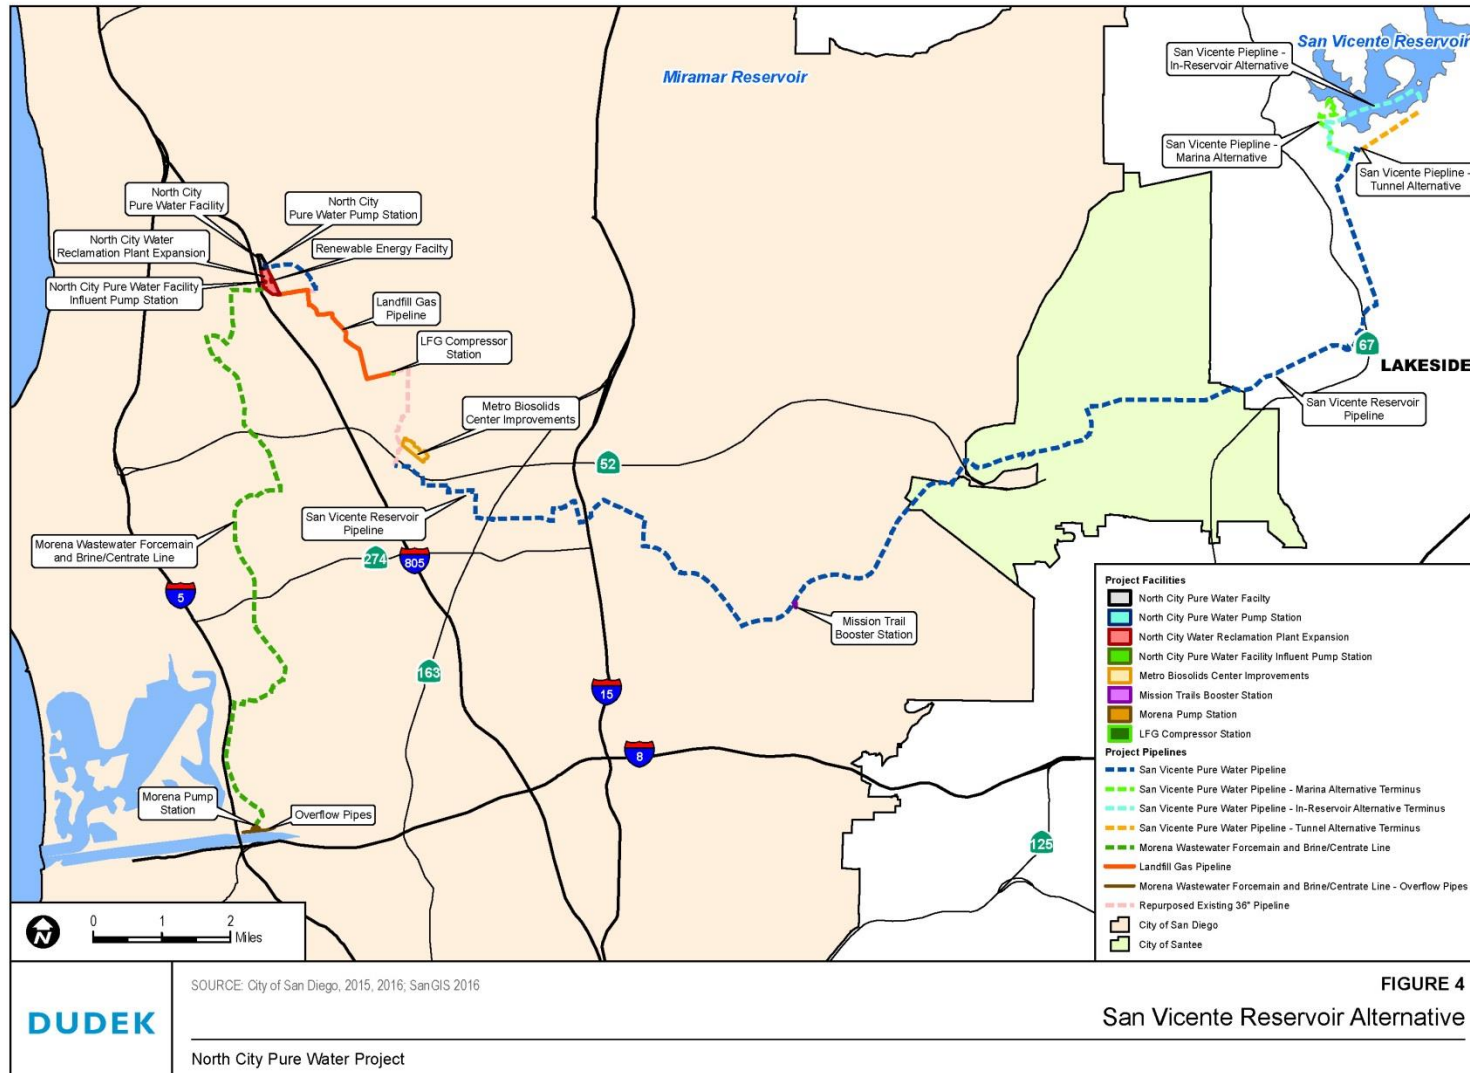 San Vicente Piepline -
In-Reservoir Alternative
San Vicente Reservoir
Miramar Reservoir
San Vicente Piepline -
Marina Alternative
San Vicente Piepline -
Tunnel Alternative
North City
Pure Water Facility
North City
Pure Water Pump Station
North City Water
Reclamation Plant Expansion
Renewable Energy Facilty
North City Pure Water Facility
Influent Pump Station
Landfill Gas
Pipeline
LFG Compressor
Station
67
LAKESIDE
Metro Biosolids
Center Improvements
San Vicente Reservoir
Pipeline
52
San Vicente Reservoir
Pipeline
Morena Wastewater Forcemain
and Brine/Centrate Line
274
805
5
Mission Trail
Booster Station
163
15
8
Morena Pump
Station
Overflow Pipes
125
Project Facilities
North City Pure Water Facilty
North City Pure Water Pump Station
North City Water Reclamation Plant Expansion
North City Pure Water Facility Influent Pump Station
Metro Biosolids Center Improvements
Mission Trails Booster Station
Morena Pump Station
LFG Compressor Station
Project Pipelines
San Vicente Pure Water Pipeline
San Vicente Pure Water Pipeline - Marina Alternative Terminus
San Vicente Pure Water Pipeline - In-Reservoir Alternative Terminus
San Vicente Pure Water Pipeline - Tunnel Alternative Terminus
Morena Wastewater Forcemain and Brine/Centrate Line
Landfill Gas Pipeline
Morena Wastewater Forcemain and Brine/Centrate Line - Overflow Pipes
Repurposed Existing 36" Pipeline
City of San Diego
City of Santee
N
0 1 2
Miles
DUDEK
SOURCE: City of San Diego, 2015, 2016; SanGIS 2016
FIGURE 4
San Vicente Reservoir Alternative
North City Pure Water Project